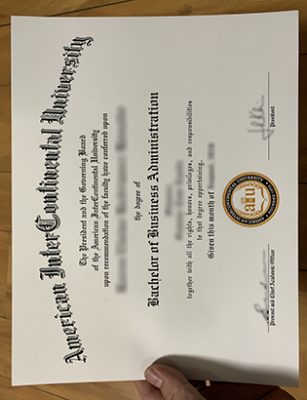 American InterContinental University
The President and the Governing Board
of the American InterContinental University
upon recommendation of the faculty have conferred upon
the degree of
Bachelor of Business Administration
together with all the rights, honors, privileges, and responsibilities
to that degree appertaining.
Given this month of
aiu
President
Provost and Chief Academic Officer